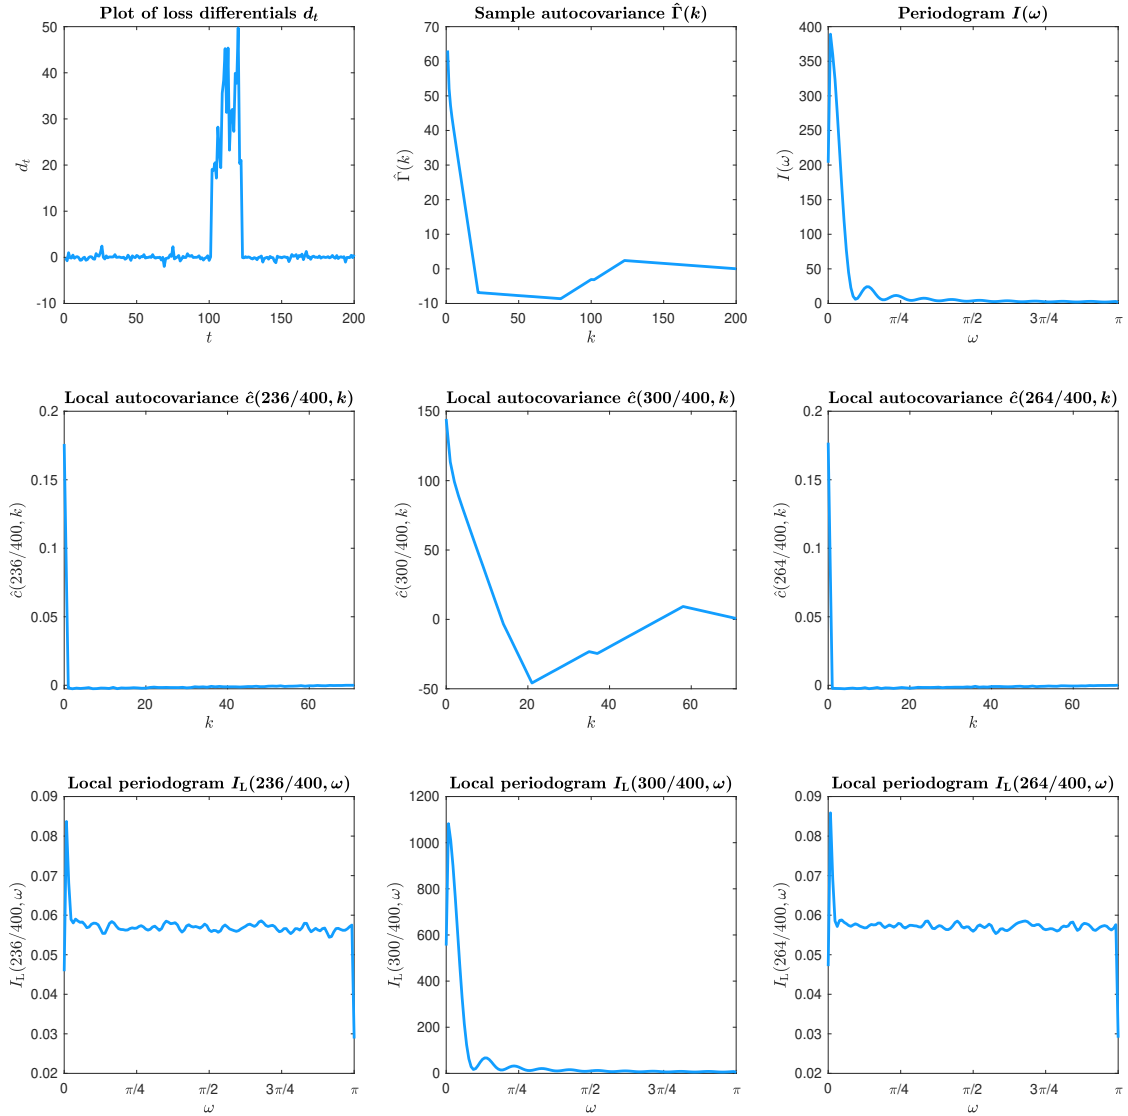 Plot of loss differentials d_t
50
40
30
20
10
0
-10
0 50 100 150 200
d_t
t
Sample autocovariance Γ̂(k)
70
60
50
40
30
20
10
0
-10
0 50 100 150 200
Γ̂(k)
k
Periodogram I(ω)
400
350
300
250
200
150
100
50
0
0 π/4 π/2 3π/4 π
I(ω)
ω
Local autocovariance ĉ(236/400, k)
0.2
0.15
0.1
0.05
0
0 20 40 60
ĉ(236/400, k)
k
Local autocovariance ĉ(300/400, k)
150
100
50
0
-50
0 20 40 60
ĉ(300/400, k)
k
Local autocovariance ĉ(264/400, k)
0.2
0.15
0.1
0.05
0
0 20 40 60
ĉ(264/400, k)
k
Local periodogram I_L(236/400, ω)
0.09
0.08
0.07
0.06
0.05
0.04
0.03
0.02
0 π/4 π/2 3π/4 π
I_L(236/400, ω)
ω
Local periodogram I_L(300/400, ω)
1200
1000
800
600
400
200
0
0 π/4 π/2 3π/4 π
I_L(300/400, ω)
ω
Local periodogram I_L(264/400, ω)
0.09
0.08
0.07
0.06
0.05
0.04
0.03
0.02
0 π/4 π/2 3π/4 π
I_L(264/400, ω)
ω